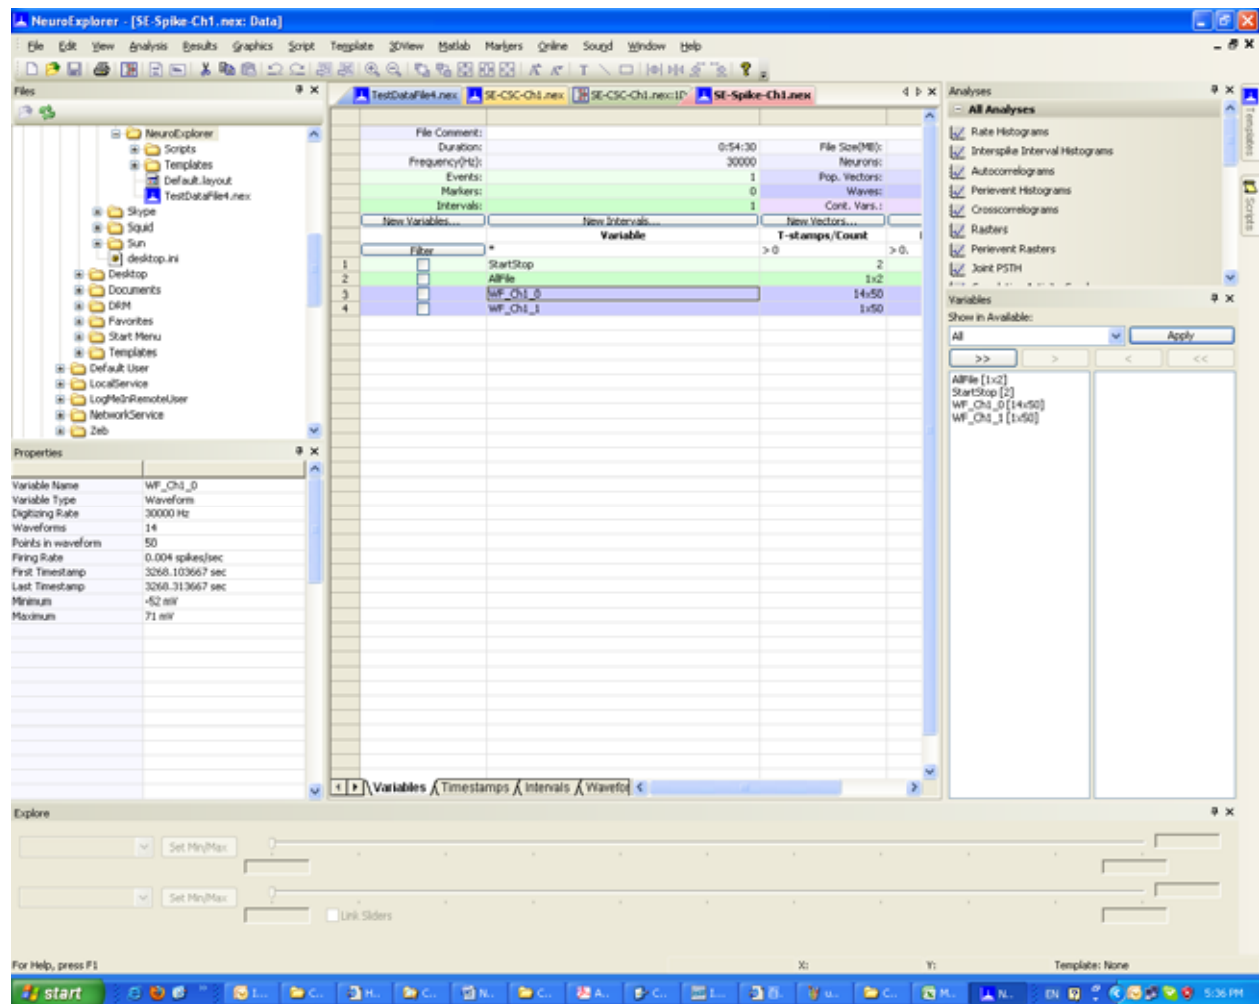 NeuroExplorer - [SE-Spike-Ch1.nex: Data]
File Edit View Analysis Results Graphics Script Template 3DView Matlab Markers Online Sound Window Help
Files
NeuroExplorer
Scripts
Templates
Default.layout
TestDataFile4.nex
Skype
Squid
Sun
desktop.ini
Desktop
Documents
DRM
Favorites
Start Menu
Templates
Default User
LocalService
LogMeInRemoteUser
NetworkService
Zeb
Properties
Variable Name WF_Ch1_0
Variable Type Waveform
Digitizing Rate 30000 Hz
Waveforms 14
Points in waveform 50
Firing Rate 0.004 spikes/sec
First Timestamp 3268.103667 sec
Last Timestamp 3268.313667 sec
Minimum -52 mV
Maximum 71 mV
TestDataFile4.nex SE-CSC-Ch1.nex SE-CSC-Ch1.nex:1D SE-Spike-Ch1.nex
File Comment:
Duration: 0:54:30 File Size(MB):
Frequency(Hz): 30000 Neurons:
Events: 1 Pop. Vectors:
Markers: 0 Waves:
Intervals: 1 Cont. Vars.:
New Variables... New Intervals... New Vectors...
Variable T-stamps/Count
Filter * > 0 > 0.
1 StartStop 2
2 AllFile 1x2
3 WF_Ch1_0 14x50
4 WF_Ch1_1 1x50
Variables Timestamps Intervals Wavefor
Analyses
All Analyses
Rate Histograms
Interspike Interval Histograms
Autocorrelograms
Perievent Histograms
Crosscorrelograms
Rasters
Perievent Rasters
Joint PSTH
Templates
Scripts
Variables
Show in Available:
All Apply
>> > < <<
AllFile [1x2]
StartStop [2]
WF_Ch1_0 [14x50]
WF_Ch1_1 [1x50]
Explore
Set Min/Max
Set Min/Max
Link Sliders
For Help, press F1 X: Y: Template: None
start I... C... H... C... N... C... A... C... I... u... C... M... N... EN 5:36 PM